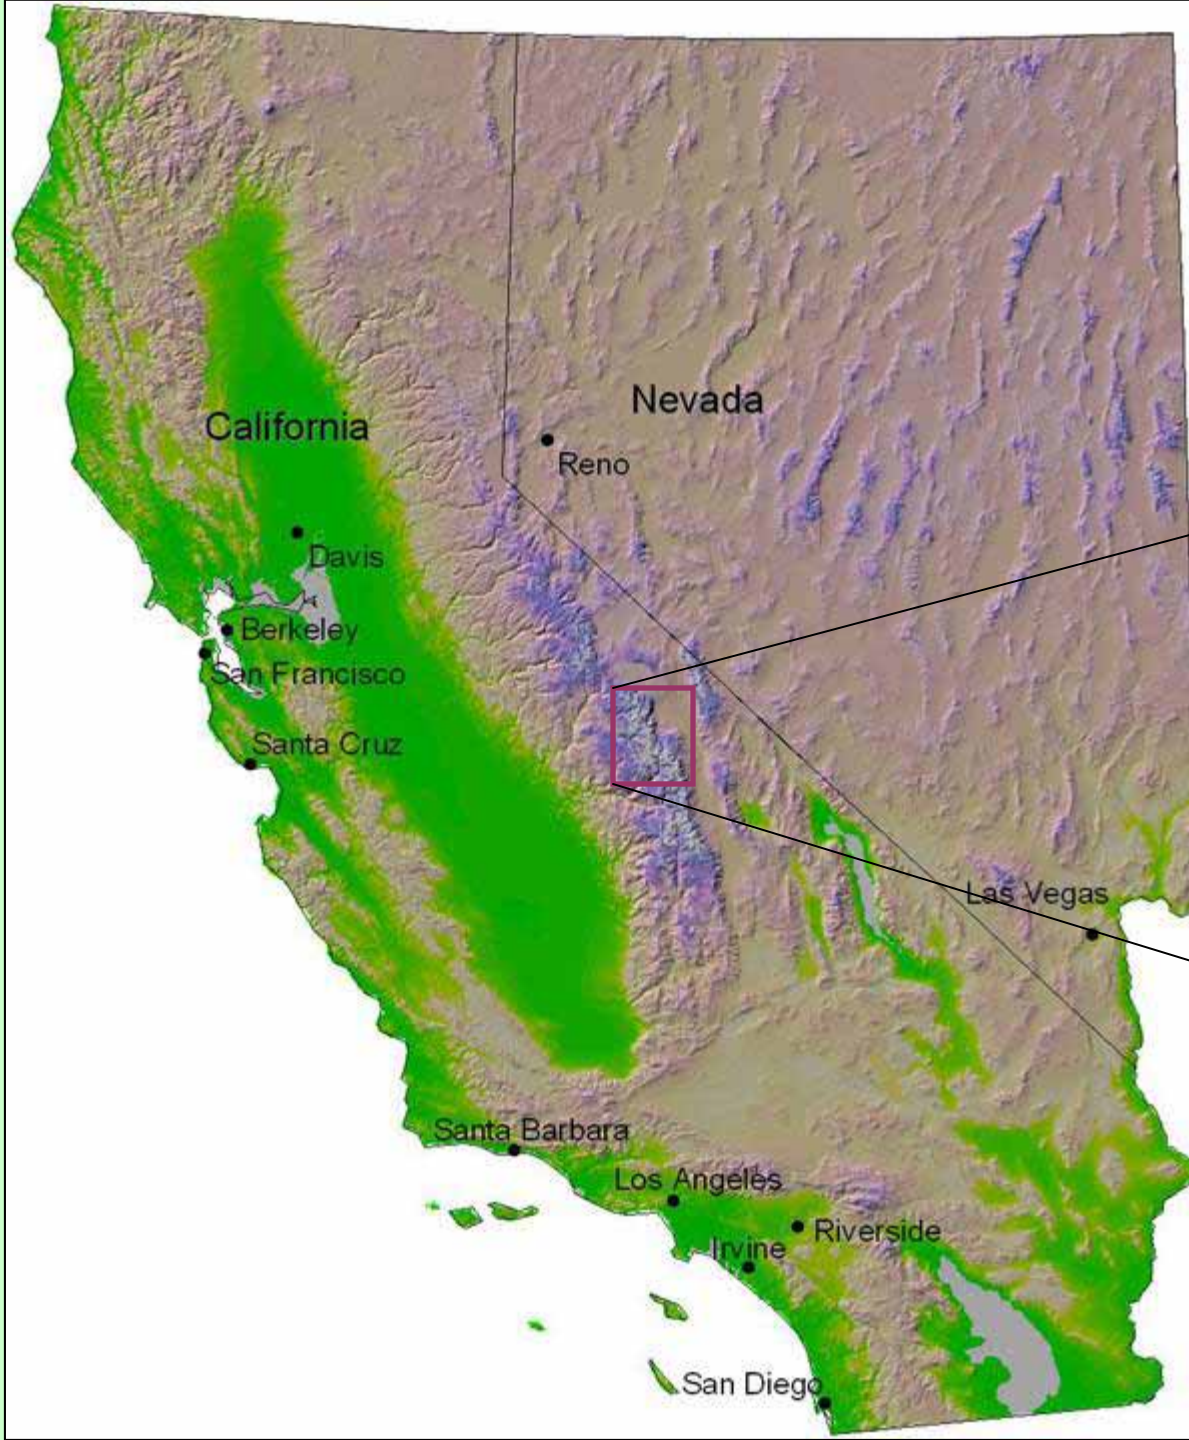 Nevada
California
Reno
Davis
Berkeley
San Francisco
Santa Cruz
Las Vegas
Santa Barbara
Los Angeles
Riverside
Irvine
San Diego